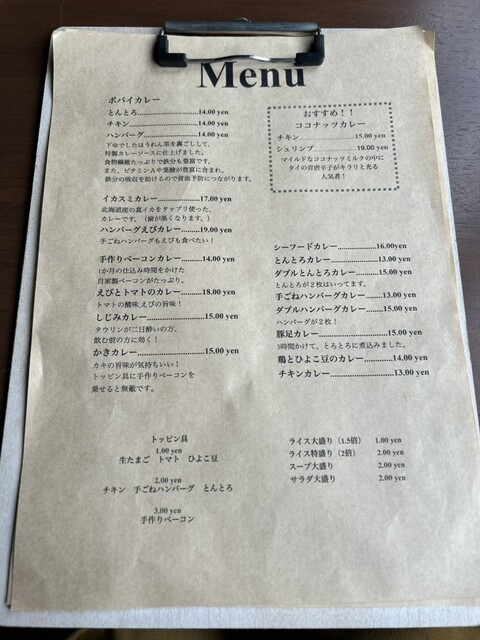 Menu
ポパイカレー
とんとろ..............................14.00 yen
チキン................................14.00 yen
ハンバーグ..........................14.00 yen
下ゆでしたほうれん草を裏ごしして、
特製カレーソースに仕上げました。
食物繊維たっぷりで鉄分も豊富です。
また、ビタミンAや葉酸が豊富に含まれ、
鉄分の吸収を助けるので貧血予防につながります。
イカスミカレー..................17.00 yen
北海道産の真イカをタップリ使った、
カレーです。（歯が黒くなります。）
ハンバーグえびカレー.........19.00 yen
手ごねハンバーグもえびも食べたい！
手作りベーコンカレー.........14.00 yen
1か月の仕込み時間をかけた
自家製ベーコンがたっぷり。
えびとトマトのカレー.........18.00 yen
トマトの酸味えびの旨味！
しじみカレー......................15.00 yen
タウリンが二日酔いの方、
飲む前の方に効く！
かきカレー..........................15.00 yen
カキの旨味が気持ちいい！
トッピン具に手作りベーコンを
乗せると無敵です。
おすすめ！！
ココナッツカレー
チキン..........................15.00 yen
シュリンプ..................19.00 yen
マイルドなココナッツミルクの中に
タイの青唐辛子がキラリと光る
人気者！
シーフードカレー...............16.00yen
とんとろカレー...................13.00 yen
ダブルとんとろカレー.........15.00 yen
とんとろが２枚はいってます。
手ごねハンバーグカレー......13.00 yen
ダブルハンバーグカレー......15.00 yen
ハンバーグが２枚！
豚足カレー..........................15.00 yen
3時間かけて、とろとろに煮込みました。
鶏とひよこ豆のカレー.........14.00 yen
チキンカレー......................13.00 yen
トッピン具
1.00 yen
生たまご　トマト　ひよこ豆
2.00 yen
チキン　手ごねハンバーグ　とんとろ
3.00 yen
手作りベーコン
ライス大盛り（1.5倍）　1.00 yen
ライス特盛り（2倍）　2.00 yen
スープ大盛り　2.00 yen
サラダ大盛り　2.00 yen